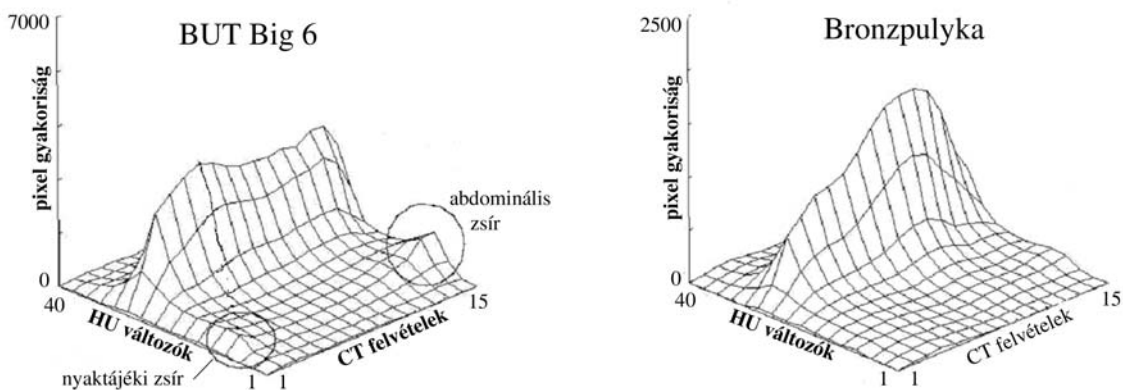 BUT Big 6
7000
pixel gyakoriság
0
40
HU változók
1
1
CT felvételek
15
abdominális
zsír
nyaktájéki zsír
Bronzpulyka
2500
pixel gyakoriság
0
40
HU változók
1
1
CT felvételek
15